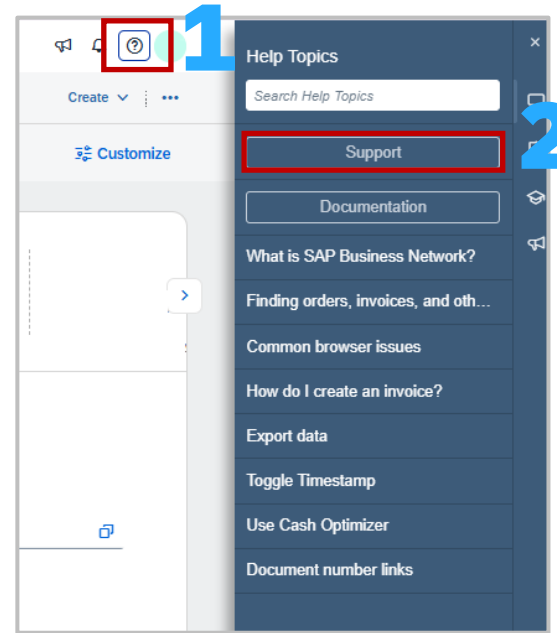 1
Help Topics
Search Help Topics
Create
2
Support
Customize
Documentation
What is SAP Business Network?
Finding orders, invoices, and oth...
Common browser issues
How do I create an invoice?
Export data
Toggle Timestamp
Use Cash Optimizer
Document number links